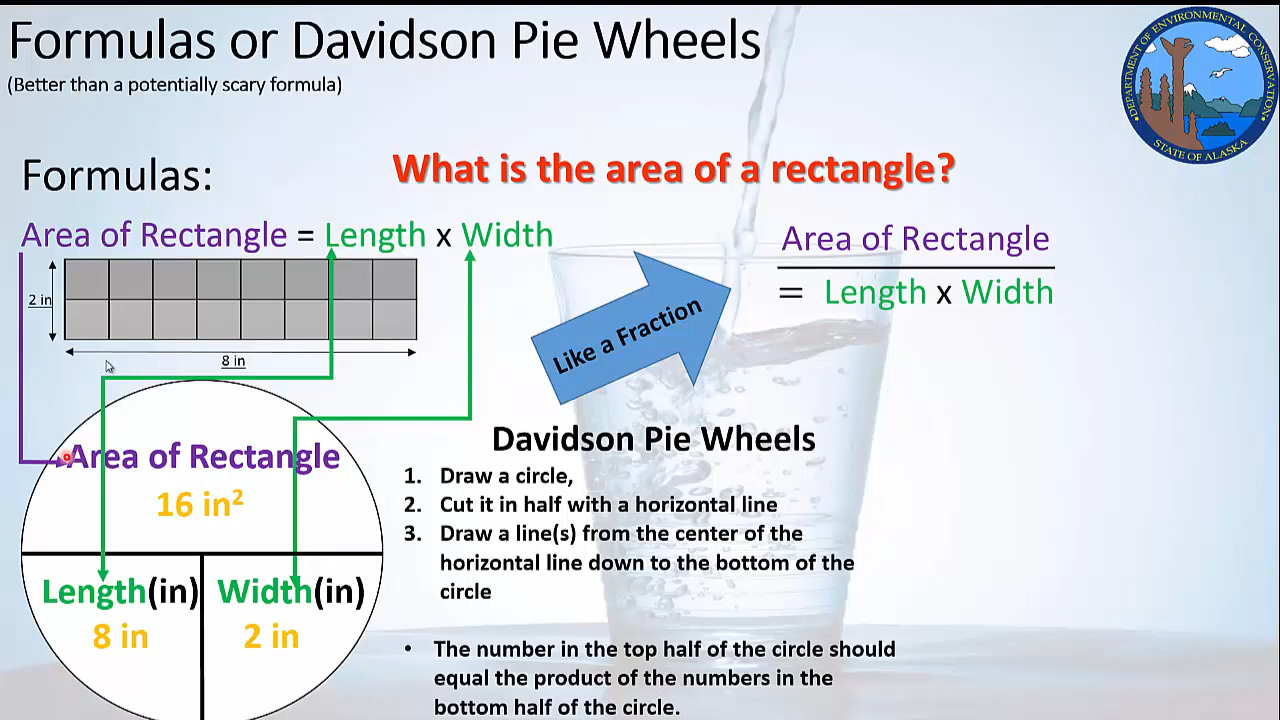 Formulas or Davidson Pie Wheels
(Better than a potentially scary formula)
DEPARTMENT OF ENVIRONMENTAL CONSERVATION
STATE OF ALASKA
Formulas:
What is the area of a rectangle?
Area of Rectangle = Length x Width
2 in
8 in
Like a Fraction
Area of Rectangle
= Length x Width
Area of Rectangle
16 in²
Length(in) Width(in)
8 in 2 in
Davidson Pie Wheels
1. Draw a circle,
2. Cut it in half with a horizontal line
3. Draw a line(s) from the center of the
horizontal line down to the bottom of the
circle
• The number in the top half of the circle should
equal the product of the numbers in the
bottom half of the circle.